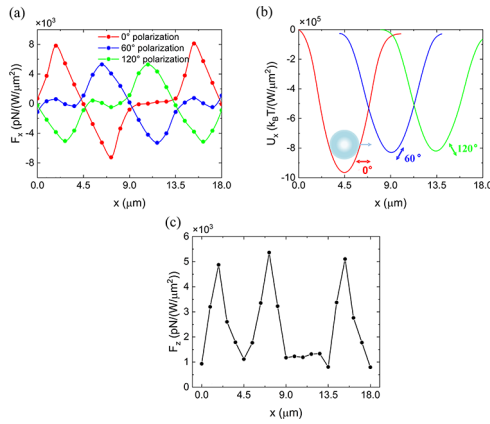 (a)
×10³
0° polarization
60° polarization
120° polarization
Fₓ (pN/(W/μm²))
8
4
0
-4
-8
0.0 4.5 9.0 13.5 18.0
x (μm)
(b)
×10⁵
Uₓ (k_BT/(W/μm²))
0
-2
-4
-6
-8
-10
0°
60°
120°
0.0 4.5 9.0 13.5 18.0
x (μm)
(c)
×10³
F_z (pN/(W/μm²))
6
5
4
3
2
1
0
0.0 4.5 9.0 13.5 18.0
x (μm)